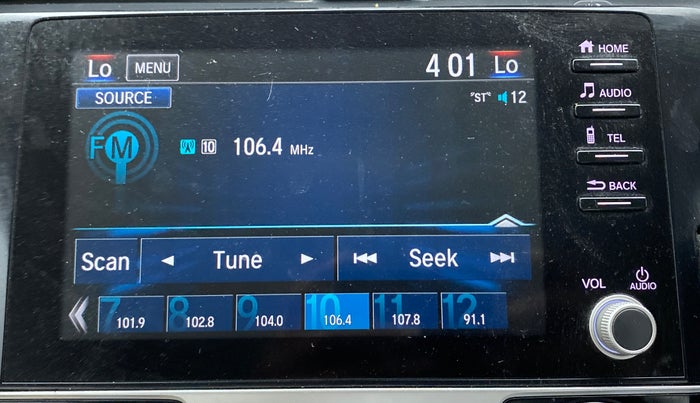 Lo MENU 4 01 Lo
SOURCE "ST" 12
FM 10 106.4 MHz
Scan Tune Seek
7 101.9 8 102.8 9 104.0 10 106.4 11 107.8 12 91.1
HOME
AUDIO
TEL
BACK
VOL AUDIO